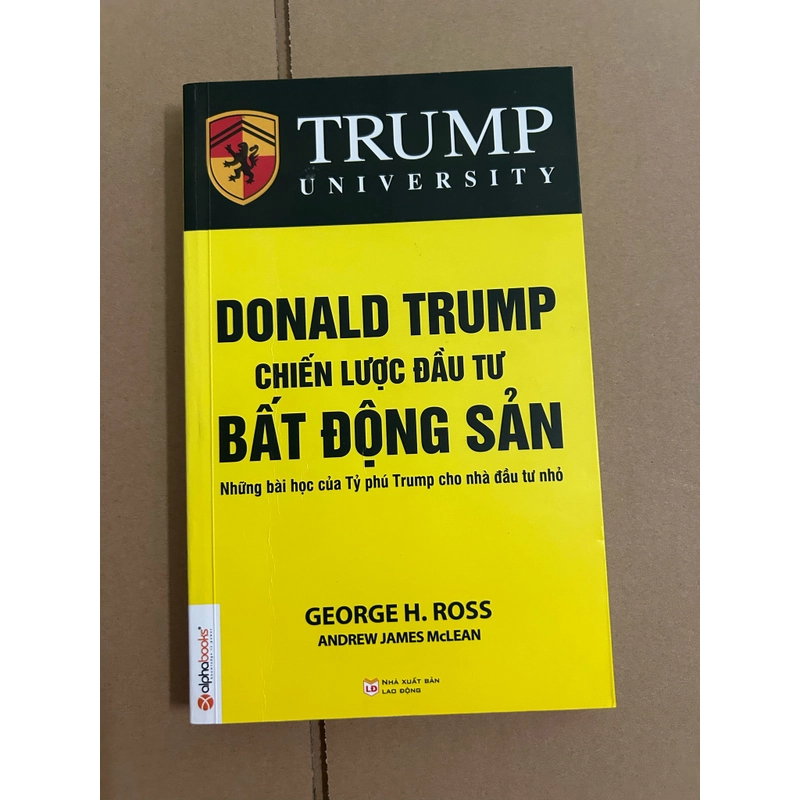 TRUMP
UNIVERSITY
DONALD TRUMP
CHIẾN LƯỢC ĐẦU TƯ
BẤT ĐỘNG SẢN
Những bài học của Tỷ phú Trump cho nhà đầu tư nhỏ
GEORGE H. ROSS
ANDREW JAMES McLEAN
LĐ
NHÀ XUẤT BẢN
LAO ĐỘNG
alphabooks®